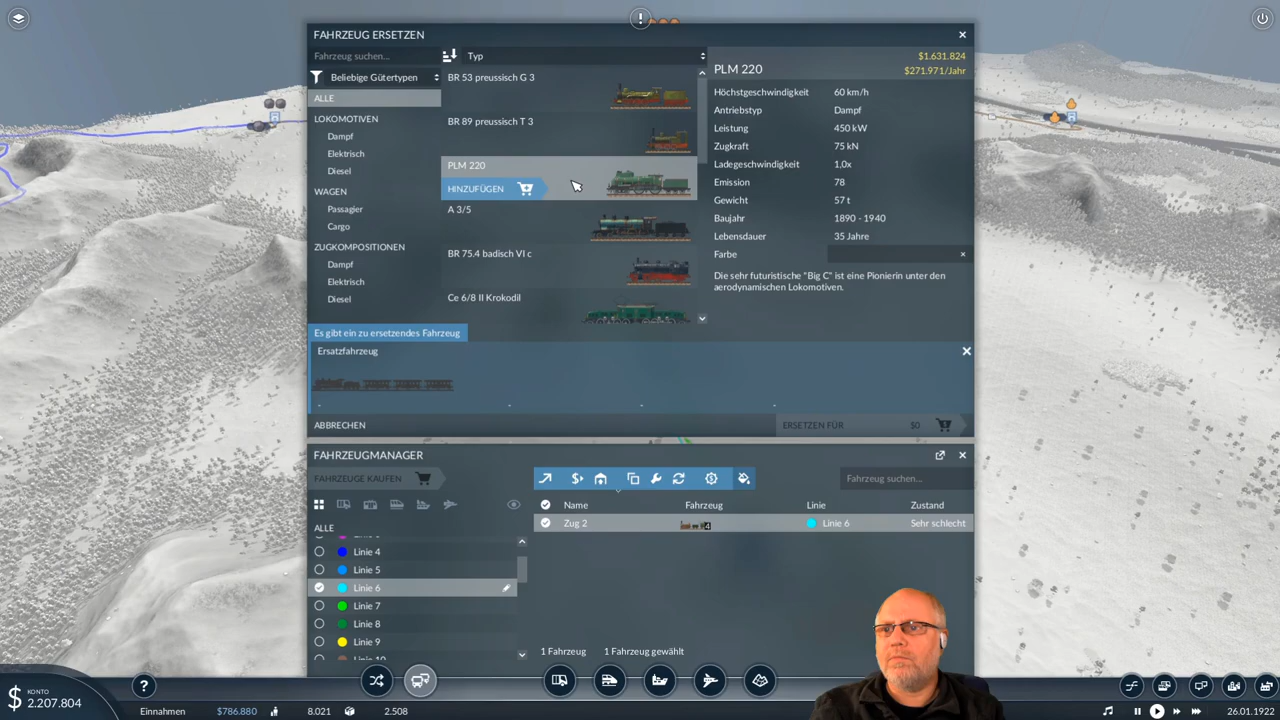 FAHRZEUG ERSETZEN
Fahrzeug suchen...
Typ
Beliebige Gütertypen
ALLE
LOKOMOTIVEN
Dampf
Elektrisch
Diesel
WAGEN
Passagier
Cargo
ZUGKOMPOSITIONEN
Dampf
Elektrisch
Diesel
BR 53 preussisch G 3
BR 89 preussisch T 3
PLM 220
HINZUFÜGEN
A 3/5
BR 75.4 badisch VI c
Ce 6/8 II Krokodil
$1.631.824
PLM 220
$271.971/Jahr
Höchstgeschwindigkeit 60 km/h
Antriebstyp Dampf
Leistung 450 kW
Zugkraft 75 kN
Ladegeschwindigkeit 1,0x
Emission 78
Gewicht 57 t
Baujahr 1890 - 1940
Lebensdauer 35 Jahre
Farbe
Die sehr futuristische "Big C" ist eine Pionierin unter den
aerodynamischen Lokomotiven.
Es gibt ein zu ersetzendes Fahrzeug
Ersatzfahrzeug
- - - -
ABBRECHEN
ERSETZEN FÜR $0
FAHRZEUGMANAGER
FAHRZEUGE KAUFEN
Fahrzeug suchen...
ALLE
Linie 4
Linie 5
Linie 6
Linie 7
Linie 8
Linie 9
Linie 10
Name Fahrzeug Linie Zustand
Zug 2 4 Linie 6 Sehr schlecht
1 Fahrzeug 1 Fahrzeug gewählt
$ KONTO
2.207.804
?
Einnahmen $786.880 8.021 2.508
26.01.1922